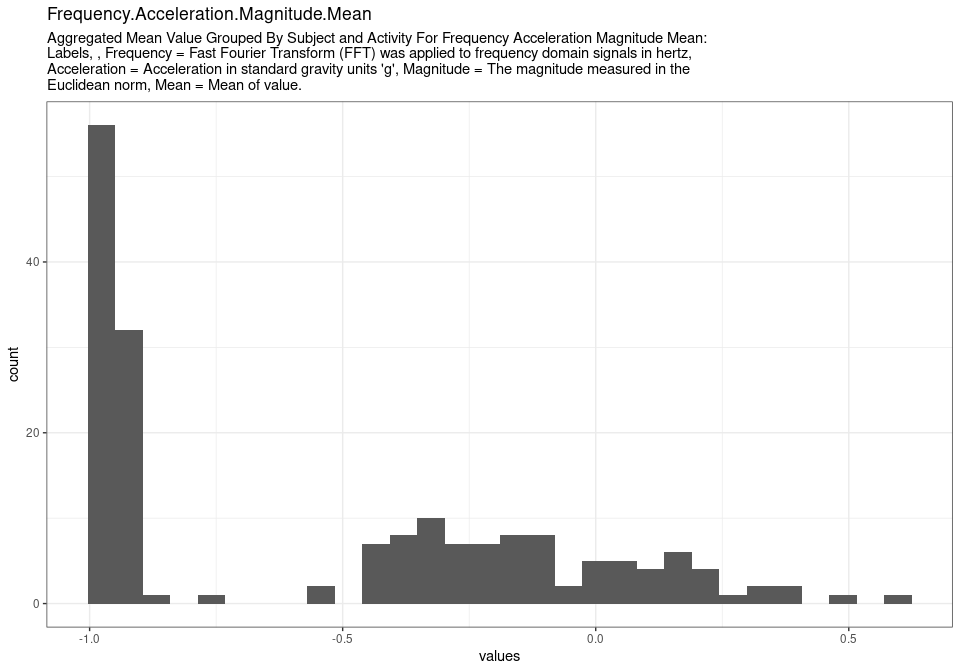 Frequency.Acceleration.Magnitude.Mean
Aggregated Mean Value Grouped By Subject and Activity For Frequency Acceleration Magnitude Mean:
Labels, , Frequency = Fast Fourier Transform (FFT) was applied to frequency domain signals in hertz,
Acceleration = Acceleration in standard gravity units 'g', Magnitude = The magnitude measured in the
Euclidean norm, Mean = Mean of value.
count
40
20
0
-1.0
-0.5
0.0
0.5
values